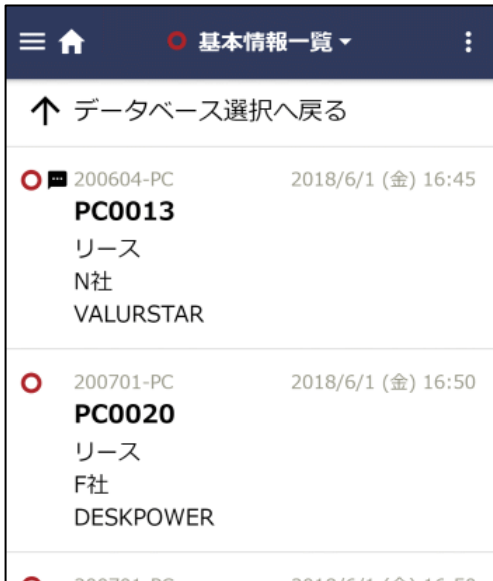 基本情報一覧
データベース選択へ戻る
200604-PC 2018/6/1 (金) 16:45
PC0013
リース
N社
VALURSTAR
200701-PC 2018/6/1 (金) 16:50
PC0020
リース
F社
DESKPOWER